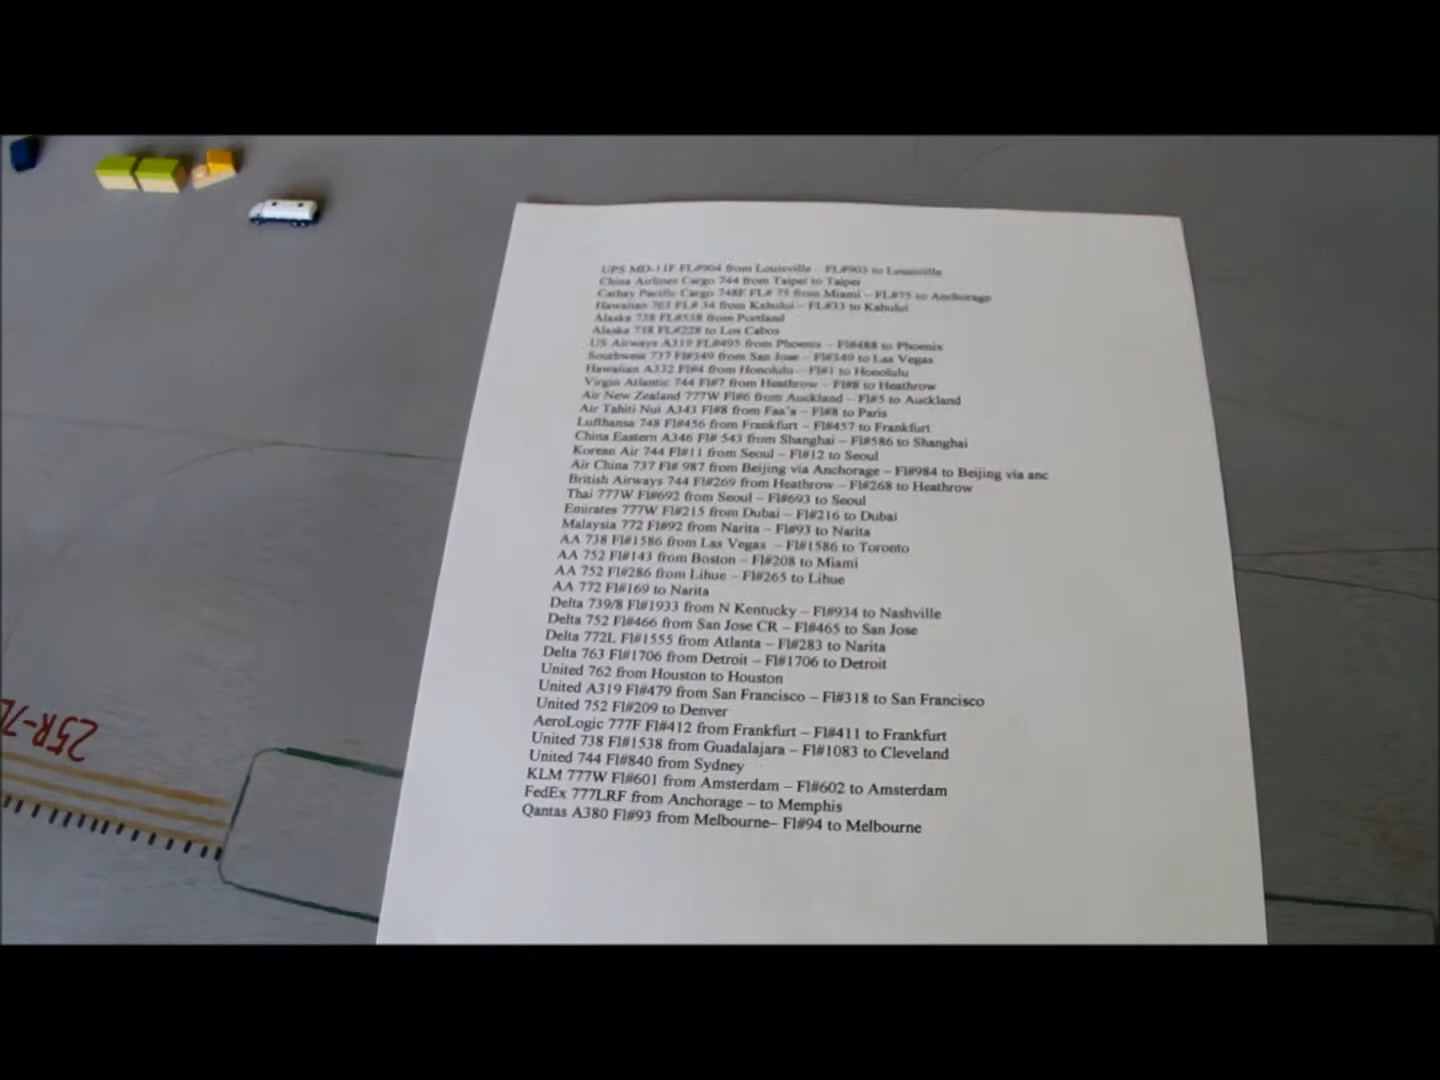 UPS MD-11F FL#904 from Louisville – FL#903 to Louisville
China Airlines Cargo 744 from Taipei to Taipei
Cathay Pacific Cargo 748F FL# 75 from Miami – FL#75 to Anchorage
Hawaiian 763 FL# 34 from Kahului – FL#33 to Kahului
Alaska 738 FL#538 from Portland
Alaska 738 FL#228 to Los Cabos
US Airways A319 FL#495 from Phoenix – Fl#488 to Phoenix
Southwest 737 Fl#349 from San Jose – Fl#349 to Las Vegas
Hawaiian A332 Fl#4 from Honolulu – Fl#1 to Honolulu
Virgin Atlantic 744 Fl#7 from Heathrow – Fl#8 to Heathrow
Air New Zealand 777W Fl#6 from Auckland – Fl#5 to Auckland
Air Tahiti Nui A343 Fl#8 from Faa'a – Fl#8 to Paris
Lufthansa 748 Fl#456 from Frankfurt – Fl#457 to Frankfurt
China Eastern A346 Fl# 543 from Shanghai – Fl#586 to Shanghai
Korean Air 744 Fl#11 from Seoul – Fl#12 to Seoul
Air China 737 Fl# 987 from Beijing via Anchorage – Fl#984 to Beijing via anc
British Airways 744 Fl#269 from Heathrow – Fl#268 to Heathrow
Thai 777W Fl#692 from Seoul – Fl#693 to Seoul
Emirates 777W Fl#215 from Dubai – Fl#216 to Dubai
Malaysia 772 Fl#92 from Narita – Fl#93 to Narita
AA 738 Fl#1586 from Las Vegas – Fl#1586 to Toronto
AA 752 Fl#143 from Boston – Fl#208 to Miami
AA 752 Fl#286 from Lihue – Fl#265 to Lihue
AA 772 Fl#169 to Narita
Delta 739/8 Fl#1933 from N Kentucky – Fl#934 to Nashville
Delta 752 Fl#466 from San Jose CR – Fl#465 to San Jose
Delta 772L Fl#1555 from Atlanta – Fl#283 to Narita
Delta 763 Fl#1706 from Detroit – Fl#1706 to Detroit
United 762 from Houston to Houston
United A319 Fl#479 from San Francisco – Fl#318 to San Francisco
United 752 Fl#209 to Denver
AeroLogic 777F Fl#412 from Frankfurt – Fl#411 to Frankfurt
United 738 Fl#1538 from Guadalajara – Fl#1083 to Cleveland
United 744 Fl#840 from Sydney
KLM 777W Fl#601 from Amsterdam – Fl#602 to Amsterdam
FedEx 777LRF from Anchorage – to Memphis
Qantas A380 Fl#93 from Melbourne– Fl#94 to Melbourne